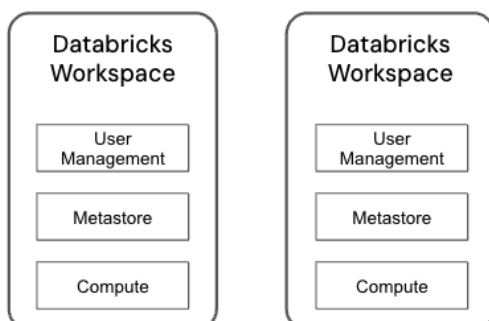 Databricks
Workspace
User
Management
Metastore
Compute
Databricks
Workspace
User
Management
Metastore
Compute